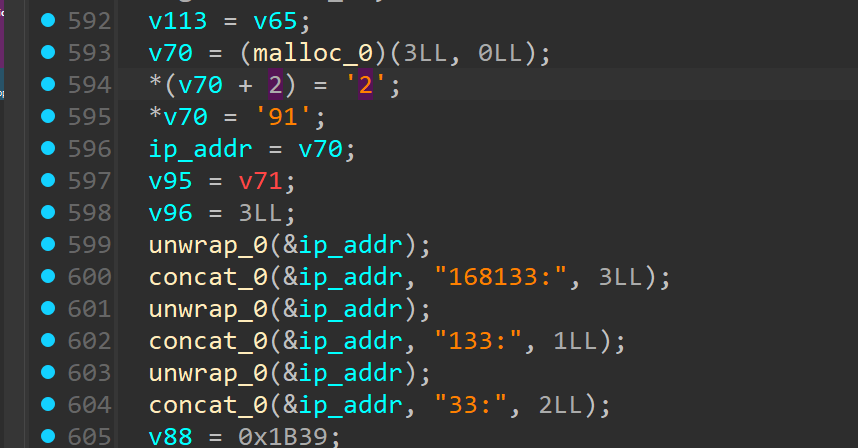 592 v113 = v65;
593 v70 = (malloc_0)(3LL, 0LL);
594 *(v70 + 2) = '2';
595 *v70 = '91';
596 ip_addr = v70;
597 v95 = v71;
598 v96 = 3LL;
599 unwrap_0(&ip_addr);
600 concat_0(&ip_addr, "168133:", 3LL);
601 unwrap_0(&ip_addr);
602 concat_0(&ip_addr, "133:", 1LL);
603 unwrap_0(&ip_addr);
604 concat_0(&ip_addr, "33:", 2LL);
605 v88 = 0x1B39;